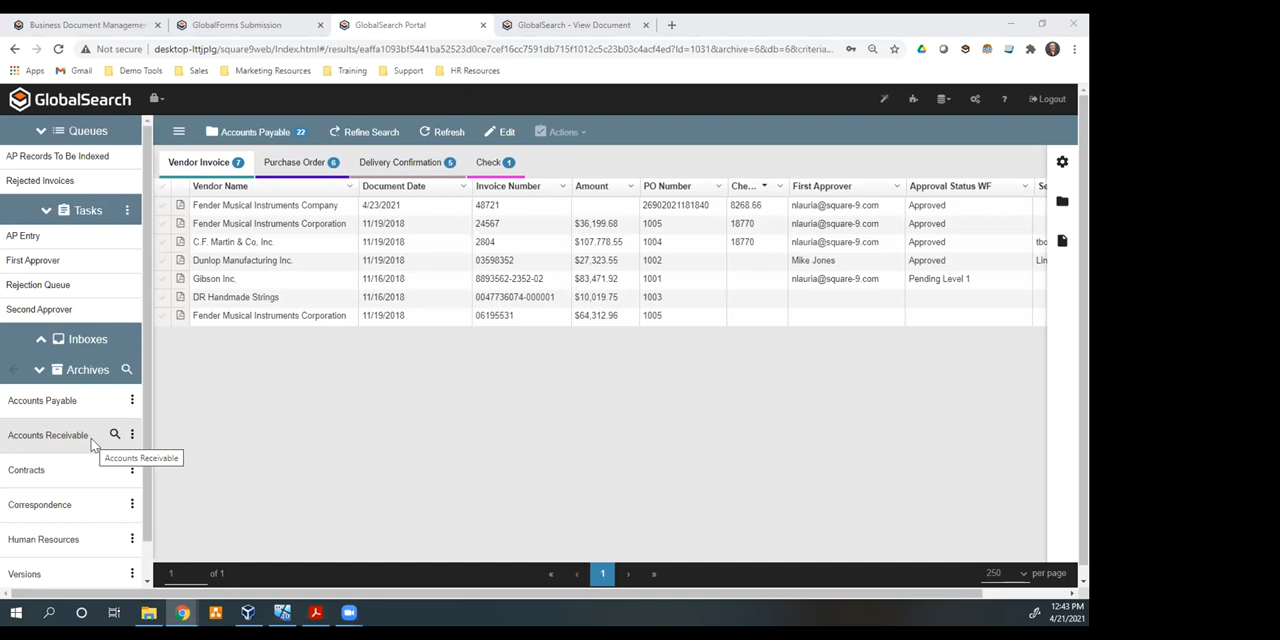 Business Document Manageme
GlobalForms Submission
GlobalSearch Portal
GlobalSearch - View Document
Not secure
desktop-lttjplg/square9web/Index.html#/results/eaffa1093bf5441ba52523d0ce7cef16cc7591db715f1012c5c23b03c4acf4ed?Id=1031&archive=6&db=6&criteria...
Apps
Gmail
Demo Tools
Sales
Marketing Resources
Training
Support
HR Resources
GlobalSearch
? Logout
Queues
Accounts Payable 22
Refine Search
Refresh
Edit
Actions
AP Records To Be Indexed
Rejected Invoices
Tasks
AP Entry
First Approver
Rejection Queue
Second Approver
Inboxes
Archives
Accounts Payable
Accounts Receivable
Accounts Receivable
Contracts
Correspondence
Human Resources
Versions
Vendor Invoice 7
Purchase Order 6
Delivery Confirmation 5
Check 1
Vendor Name Document Date Invoice Number Amount PO Number Che... First Approver Approval Status WF Se
Fender Musical Instruments Company 4/23/2021 48721 26902021181840 8268.66 nlauria@square-9.com Approved
Fender Musical Instruments Corporation 11/19/2018 24567 $36,199.68 1005 18770 nlauria@square-9.com Approved
C.F. Martin & Co. Inc. 11/19/2018 2804 $107,778.55 1004 18770 nlauria@square-9.com Approved tbo
Dunlop Manufacturing Inc. 11/19/2018 03598352 $27,323.55 1002 Mike Jones Approved Lin
Gibson Inc. 11/16/2018 8893562-2352-02 $83,471.92 1001 nlauria@square-9.com Pending Level 1
DR Handmade Strings 11/16/2018 0047736074-000001 $10,019.75 1003
Fender Musical Instruments Corporation 11/19/2018 06195531 $64,312.96 1005
1 of 1
« ‹ 1 › »
250 per page
12:43 PM
4/21/2021